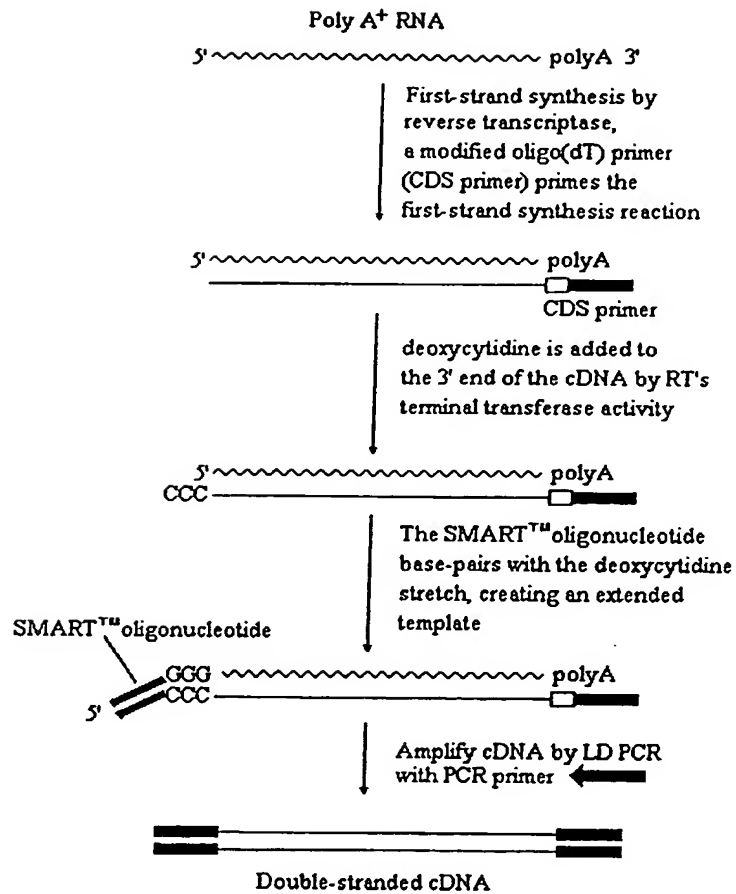 Poly A+ RNA
5' polyA 3'
First-strand synthesis by
reverse transcriptase,
a modified oligo(dT) primer
(CDS primer) primes the
first-strand synthesis reaction
5' polyA
CDS primer
deoxycytidine is added to
the 3' end of the cDNA by RT's
terminal transferase activity
5' polyA
CCC
The SMART™ oligonucleotide
base-pairs with the deoxycytidine
stretch, creating an extended
template
SMART™ oligonucleotide
GGG polyA
5' CCC
Amplify cDNA by LD PCR
with PCR primer
Double-stranded cDNA